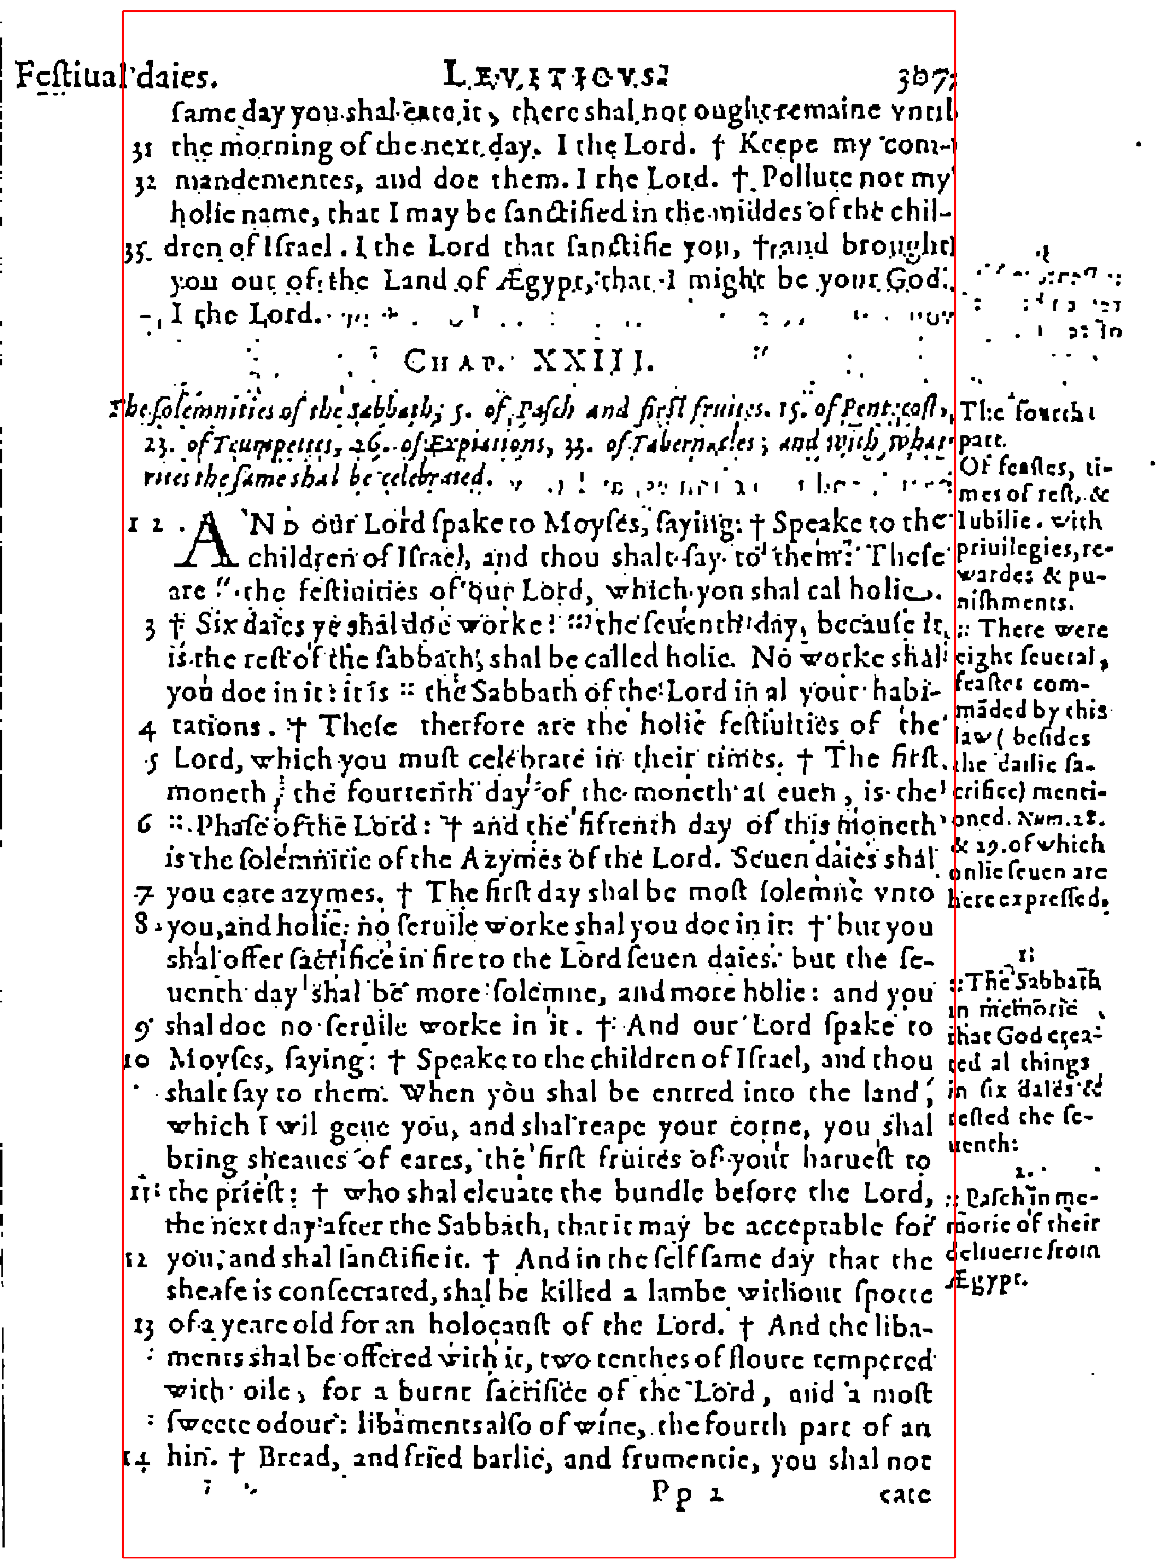 Festiual daies. LEVITICVS. 307
ſame day you shal eate it, there shal not ought remaine vntil
31 the morning of the next day. I the Lord. † Keepe my com-
32 mandementes, and doe them. I the Lord. † Pollute not my
holie name, that I may be ſanctified in the middes of the chil-
35 dren of Iſrael. I the Lord that ſanctifie you, † and brought
you out of the Land of Ægypt, that I might be your God.
I the Lord.
CHAP. XXIII.
The ſolemnities of the Sabbath, 5. of Paſch and firſt fruites. 15. of Pentecoſt,
23. of Trumpettes, 26. of Expiations, 33. of Tabernacles; and with what
rites the ſame shal be celebrated.
1 2. AND our Lord ſpake to Moyſes, ſaying: † Speake to the
children of Iſrael, and thou shalt ſay to them: Theſe
are :: the feſtiuities of our Lord, which yon shal cal holie.
3 † Six daies ye shal doe worke: :: the ſeuenth day, becauſe it
is the reſt of the ſabbath, shal be called holie. No worke shal
you doe in it: it is :: the Sabbath of the Lord in al your habi-
4 tations. † Theſe therfore are the holie feſtiuities of the
5 Lord, which you muſt celebrate in their times. † The firſt
moneth, the fourtenth day of the moneth at euen, is the
6 :: Phaſe of the Lord: † and the fiftenth day of this moneth
is the ſolemnitie of the Azymes of the Lord. Seuen daies shal
7 you eate azymes. † The firſt day shal be moſt ſolemne vnto
8 you, and holie: no ſeruile worke shal you doe in it: † but you
shal offer ſacrifice in fire to the Lord ſeuen daies: but the ſe-
uenth day shal be more ſolemne, and more holie: and you
9 shal doe no ſeruile worke in it. † And our Lord ſpake to
10 Moyſes, ſaying: † Speake to the children of Iſrael, and thou
shalt ſay to them: When you shal be entred into the land,
which I wil geue you, and shal reape your corne, you shal
bring sheaues of eares, the firſt fruites of your harueſt to
11 the prieſt: † who shal eleuate the bundle before the Lord,
the next day after the Sabbath, that it may be acceptable for
12 you, and shal ſanctifie it. † And in the ſelf ſame day that the
sheafe is conſecrated, shal be killed a lambe without ſpotte
13 of a yeare old for an holocauſt of the Lord. † And the liba-
ments shal be offered with it, two tenthes of floure tempered
with oile, for a burnt ſacrifice of the Lord, and a moſt
ſweete odour: libaments alſo of wine, the fourth part of an
14 hin. † Bread, and fried barlie, and frumentie, you shal not
Pp 2 eate
The fourth
part.
Of feaſtes, ti-
mes of reſt, &
Iubilie. with
priuilegies, re-
wardes & pu-
nishments.
:: There were
eight ſeueral
feaſtes com-
māded by this
law (beſides
the dailie ſa-
crifice) menti-
oned. Num. 28.
& 29. of which
onlie ſeuen are
here expreſſed.
1:
:: The Sabbath
in memorie
that God crea-
ted al things
in ſix daies &
reſted the ſe-
uenth:
2.
:: Paſch in me-
morie of their
deliuerie from
Ægypt.